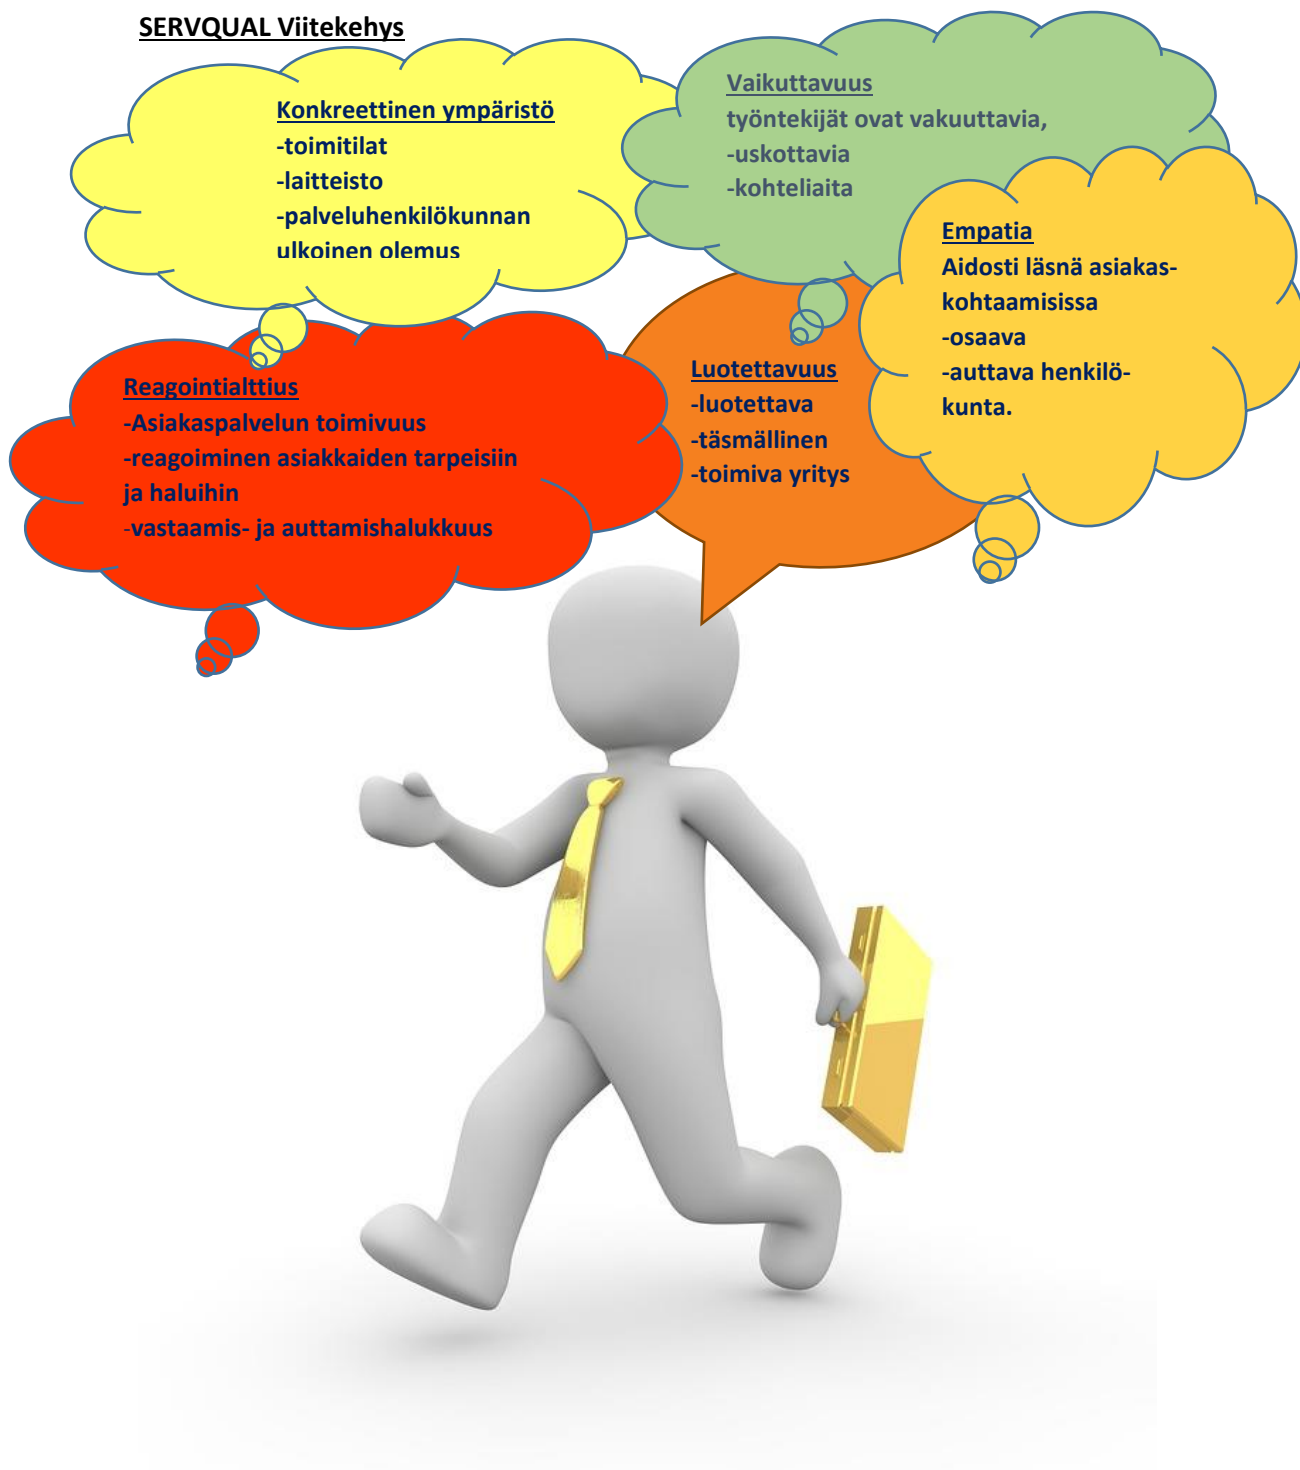 SERVQUAL Viitekehys
Konkreettinen ympäristö
-toimitilat
-laitteisto
-palveluhenkilökunnan
ulkoinen olemus
Vaikuttavuus
työntekijät ovat vakuuttavia,
-uskottavia
-kohteliaita
Empatia
Aidosti läsnä asiakas-
kohtaamisissa
-osaava
-auttava henkilö-
kunta.
Reagointialttius
-Asiakaspalvelun toimivuus
-reagoiminen asiakkaiden tarpeisiin
ja haluihin
-vastaamis- ja auttamishalukkuus
Luotettavuus
-luotettava
-täsmällinen
-toimiva yritys